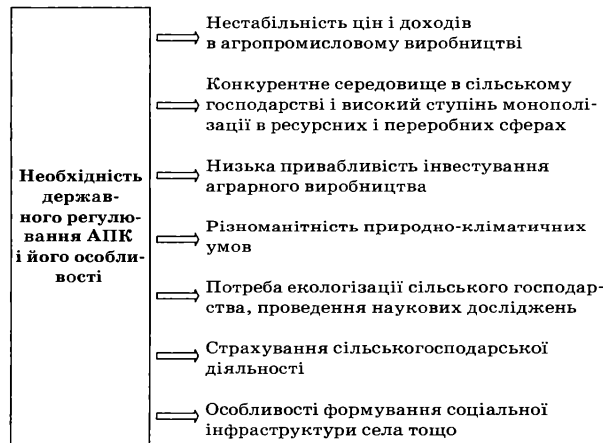 Необхідність
держав-
ного регулю-
вання АПК
і його особли-
вості
Нестабільність цін і доходів
в агропромисловому виробництві
Конкурентне середовище в сільському
господарстві і високий ступінь монополі-
зації в ресурсних і переробних сферах
Низька привабливість інвестування
аграрного виробництва
Різноманітність природно-кліматичних
умов
Потреба екологізації сільського господар-
ства, проведення наукових досліджень
Страхування сільськогосподарської
діяльності
Особливості формування соціальної
інфраструктури села тощо